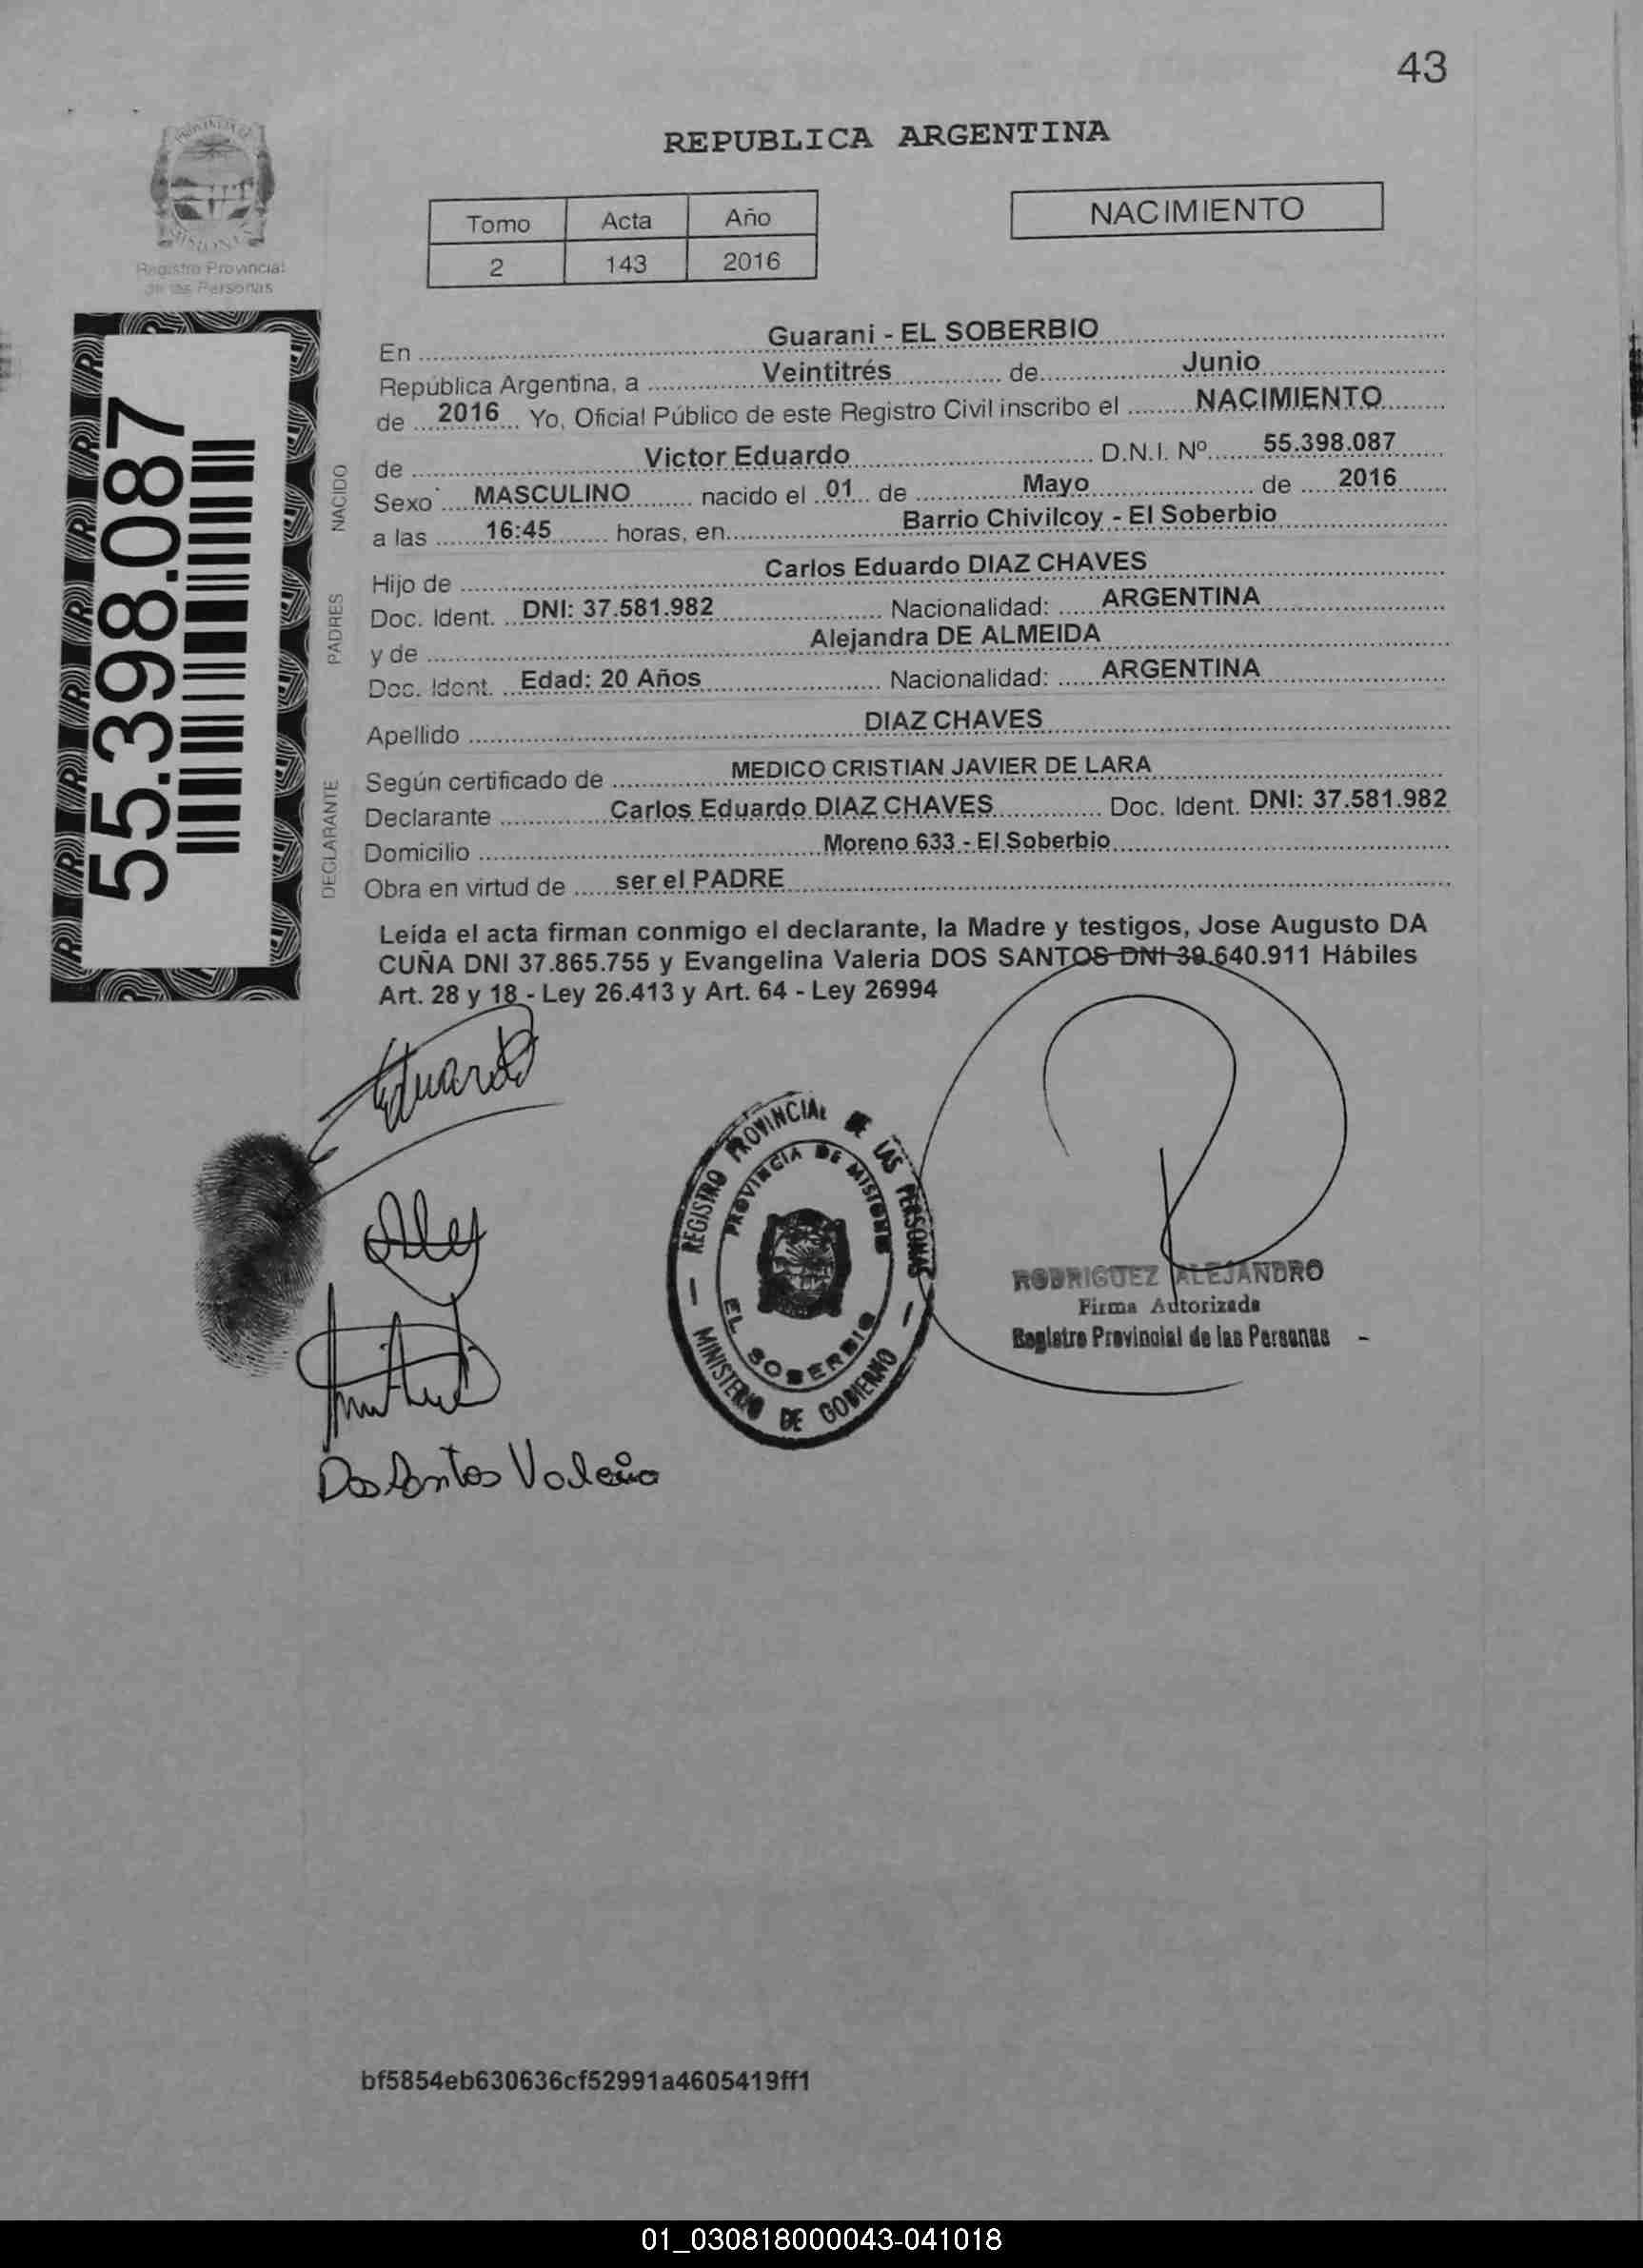 43
REPUBLICA ARGENTINA
PROVINCIA DE
MISIONES
Registro Provincial
de las Personas
Tomo Acta Año
2 143 2016
NACIMIENTO
55.398.087
En Guarani - EL SOBERBIO
República Argentina, a Veintitrés de Junio
de 2016 Yo, Oficial Público de este Registro Civil inscribo el NACIMIENTO
NACIDO
de Victor Eduardo D.N.I. Nº 55.398.087
Sexo MASCULINO nacido el 01 de Mayo de 2016
a las 16:45 horas, en Barrio Chivilcoy - El Soberbio
PADRES
Hijo de Carlos Eduardo DIAZ CHAVES
Doc. Ident. DNI: 37.581.982 Nacionalidad: ARGENTINA
y de Alejandra DE ALMEIDA
Doc. Ident. Edad: 20 Años Nacionalidad: ARGENTINA
Apellido DIAZ CHAVES
DECLARANTE
Según certificado de MEDICO CRISTIAN JAVIER DE LARA
Declarante Carlos Eduardo DIAZ CHAVES Doc. Ident. DNI: 37.581.982
Domicilio Moreno 633 - El Soberbio
Obra en virtud de ser el PADRE
Leída el acta firman conmigo el declarante, la Madre y testigos, Jose Augusto DA
CUÑA DNI 37.865.755 y Evangelina Valeria DOS SANTOS DNI 39.640.911 Hábiles
Art. 28 y 18 - Ley 26.413 y Art. 64 - Ley 26994
Eduardo
Ale
Dos Santos Valeria
REGISTRO PROVINCIAL DE LAS PERSONAS
PROVINCIA DE MISIONES
EL SOBERBIO
MINISTERIO DE GOBIERNO
RODRIGUEZ ALEJANDRO
Firma Autorizada
Registro Provincial de las Personas -
bf5854eb630636cf52991a4605419ff1
01_030818000043-041018